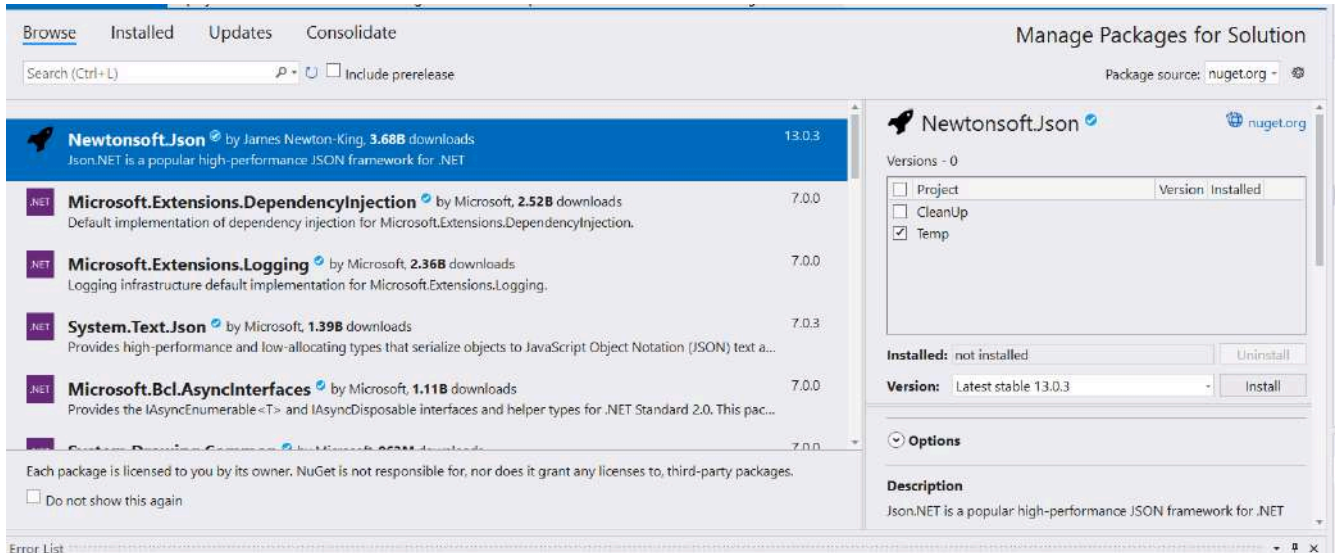 Browse Installed Updates Consolidate
Manage Packages for Solution
Search (Ctrl+L)
Include prerelease
Package source: nuget.org
Newtonsoft.Json by James Newton-King, 3.68B downloads
13.0.3
Json.NET is a popular high-performance JSON framework for .NET
.NET
Microsoft.Extensions.DependencyInjection by Microsoft, 2.52B downloads
7.0.0
Default implementation of dependency injection for Microsoft.Extensions.DependencyInjection.
.NET
Microsoft.Extensions.Logging by Microsoft, 2.36B downloads
7.0.0
Logging infrastructure default implementation for Microsoft.Extensions.Logging.
.NET
System.Text.Json by Microsoft, 1.39B downloads
7.0.3
Provides high-performance and low-allocating types that serialize objects to JavaScript Object Notation (JSON) text a...
.NET
Microsoft.Bcl.AsyncInterfaces by Microsoft, 1.11B downloads
7.0.0
Provides the IAsyncEnumerable<T> and IAsyncDisposable interfaces and helper types for .NET Standard 2.0. This pac...
Each package is licensed to you by its owner. NuGet is not responsible for, nor does it grant any licenses to, third-party packages.
Do not show this again
Newtonsoft.Json
nuget.org
Versions - 0
Project Version Installed
CleanUp
Temp
Installed: not installed Uninstall
Version: Latest stable 13.0.3 Install
Options
Description
Json.NET is a popular high-performance JSON framework for .NET
Error List